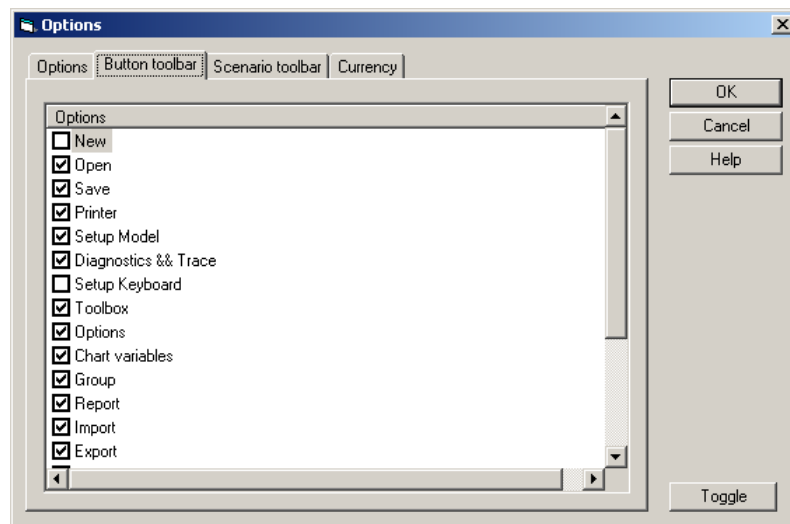 Options
Options Button toolbar Scenario toolbar Currency
OK
Cancel
Help
Options
New
Open
Save
Printer
Setup Model
Diagnostics && Trace
Setup Keyboard
Toolbox
Options
Chart variables
Group
Report
Import
Export
Toggle